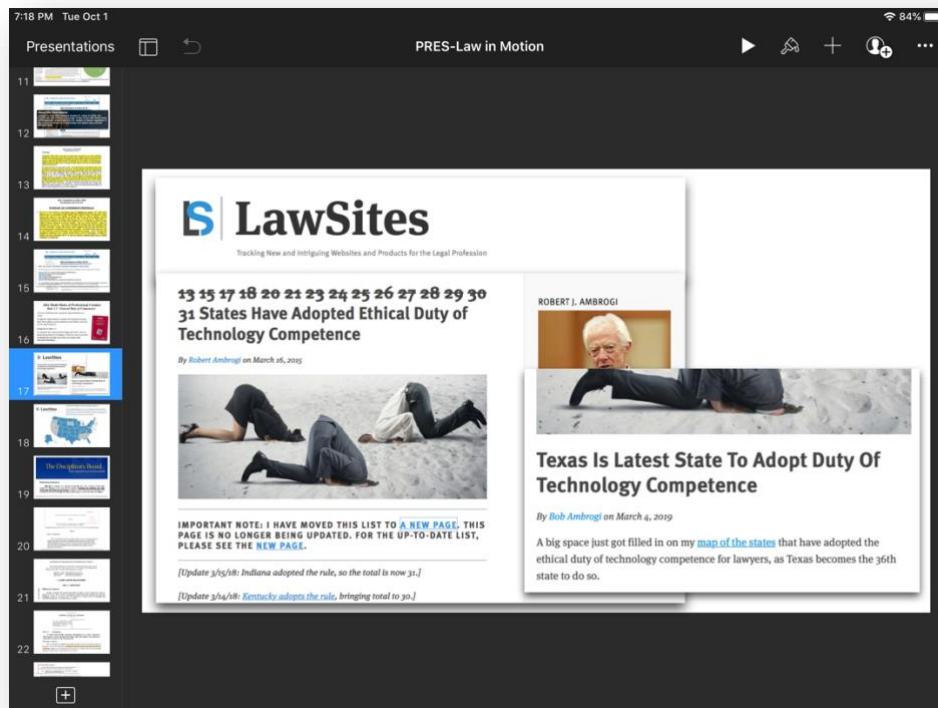 7:18 PM Tue Oct 1
84%
Presentations
PRES-Law in Motion
11
12
13
14
15
16
17
18
19
20
21
22
LS LawSites
Tracking New and Intriguing Websites and Products for the Legal Profession
13 15 17 18 20 21 23 24 25 26 27 28 29 30
31 States Have Adopted Ethical Duty of
Technology Competence
By Robert Ambrogi on March 16, 2015
IMPORTANT NOTE: I HAVE MOVED THIS LIST TO A NEW PAGE. THIS
PAGE IS NO LONGER BEING UPDATED. FOR THE UP-TO-DATE LIST,
PLEASE SEE THE NEW PAGE.
[Update 3/15/18: Indiana adopted the rule, so the total is now 31.]
[Update 3/14/18: Kentucky adopts the rule, bringing total to 30.]
ROBERT J. AMBROGI
Texas Is Latest State To Adopt Duty Of
Technology Competence
By Bob Ambrogi on March 4, 2019
A big space just got filled in on my map of the states that have adopted the
ethical duty of technology competence for lawyers, as Texas becomes the 36th
state to do so.